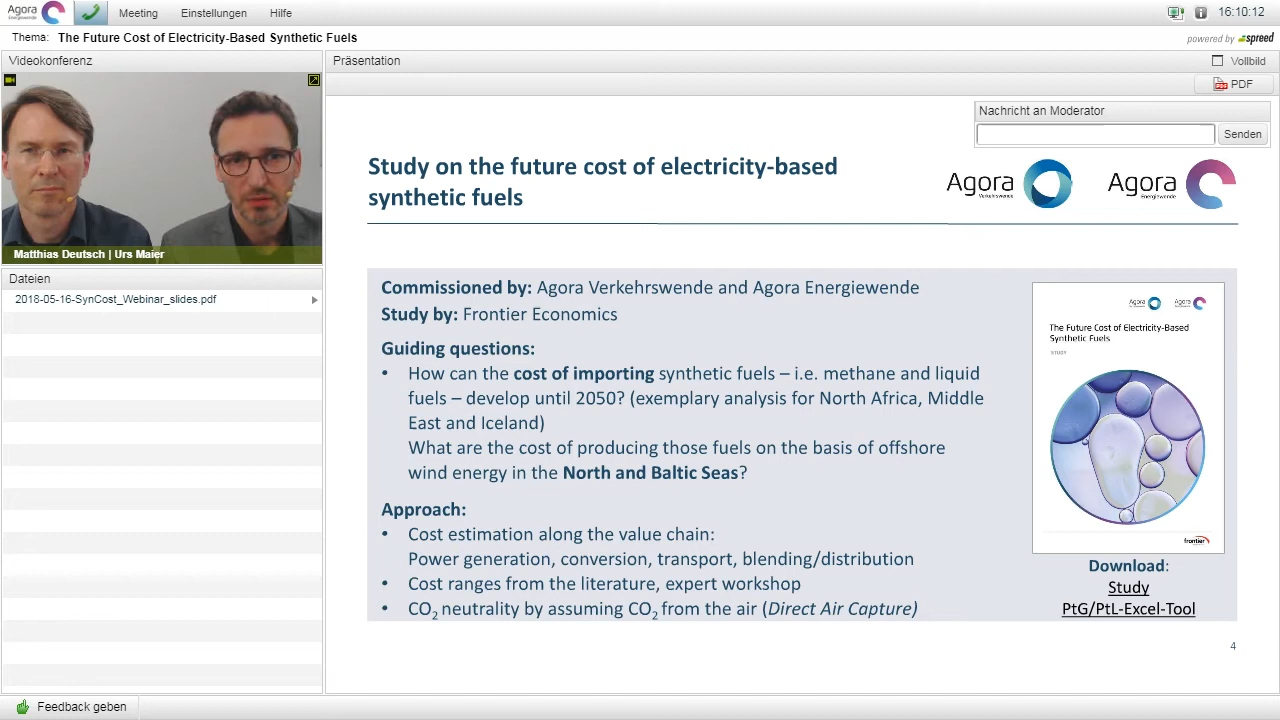 Agora
Energiewende
Meeting
Einstellungen
Hilfe
16:10:12
Thema: The Future Cost of Electricity-Based Synthetic Fuels
powered by spreed
Videokonferenz
Präsentation
Vollbild
PDF
Nachricht an Moderator
Senden
Matthias Deutsch | Urs Maier
Dateien
2018-05-16-SynCost_Webinar_slides.pdf
Study on the future cost of electricity-based
synthetic fuels
Agora
Verkehrswende
Agora
Energiewende
Commissioned by: Agora Verkehrswende and Agora Energiewende
Study by: Frontier Economics
Guiding questions:
• How can the cost of importing synthetic fuels – i.e. methane and liquid
fuels – develop until 2050? (exemplary analysis for North Africa, Middle
East and Iceland)
What are the cost of producing those fuels on the basis of offshore
wind energy in the North and Baltic Seas?
Approach:
• Cost estimation along the value chain:
Power generation, conversion, transport, blending/distribution
• Cost ranges from the literature, expert workshop
• CO2 neutrality by assuming CO2 from the air (Direct Air Capture)
Agora
Agora
The Future Cost of Electricity-Based
Synthetic Fuels
STUDY
frontier
Download:
Study
PtG/PtL-Excel-Tool
4
Feedback geben